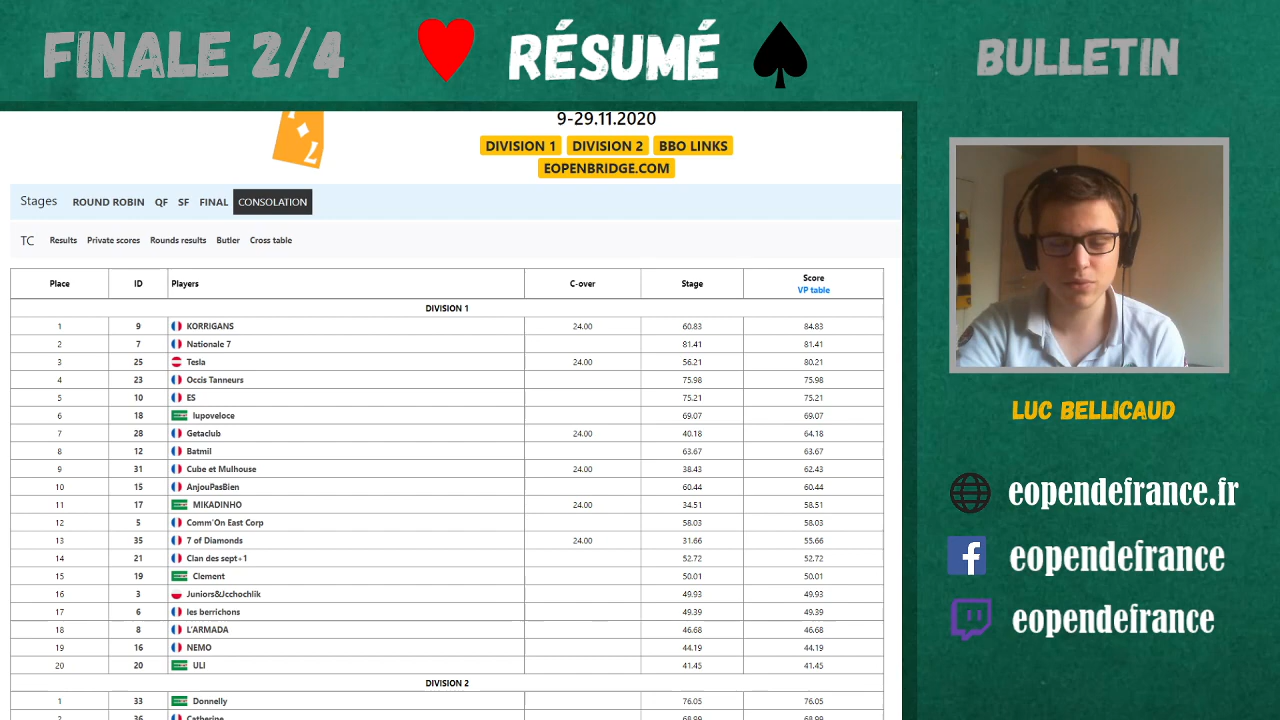 FINALE 2/4 RÉSUMÉ BULLETIN
9-29.11.2020
DIVISION 1 DIVISION 2 BBO LINKS
EOPENBRIDGE.COM
Stages ROUND ROBIN QF SF FINAL CONSOLATION
TC Results Private scores Rounds results Butler Cross table
Place ID Players C-over Stage Score
VP table
DIVISION 1
1 9 KORRIGANS 24.00 60.83 84.83
2 7 Nationale 7 81.41 81.41
3 25 Tesla 24.00 56.21 80.21
4 23 Occis Tanneurs 75.98 75.98
5 10 ES 75.21 75.21
6 18 lupoveloce 69.07 69.07
7 28 Getaclub 24.00 40.18 64.18
8 12 Batmil 63.67 63.67
9 31 Cube et Mulhouse 24.00 38.43 62.43
10 15 AnjouPasBien 60.44 60.44
11 17 MIKADINHO 24.00 34.51 58.51
12 5 Comm'On East Corp 58.03 58.03
13 35 7 of Diamonds 24.00 31.66 55.66
14 21 Clan des sept+1 52.72 52.72
15 19 Clement 50.01 50.01
16 3 Juniors&Jcchochlik 49.93 49.93
17 6 les berrichons 49.39 49.39
18 8 L'ARMADA 46.68 46.68
19 16 NEMO 44.19 44.19
20 20 ULI 41.45 41.45
DIVISION 2
1 33 Donnelly 76.05 76.05
2 36 Catherine 68.99 68.99
LUC BELLICAUD
eopendefrance.fr
eopendefrance
eopendefrance